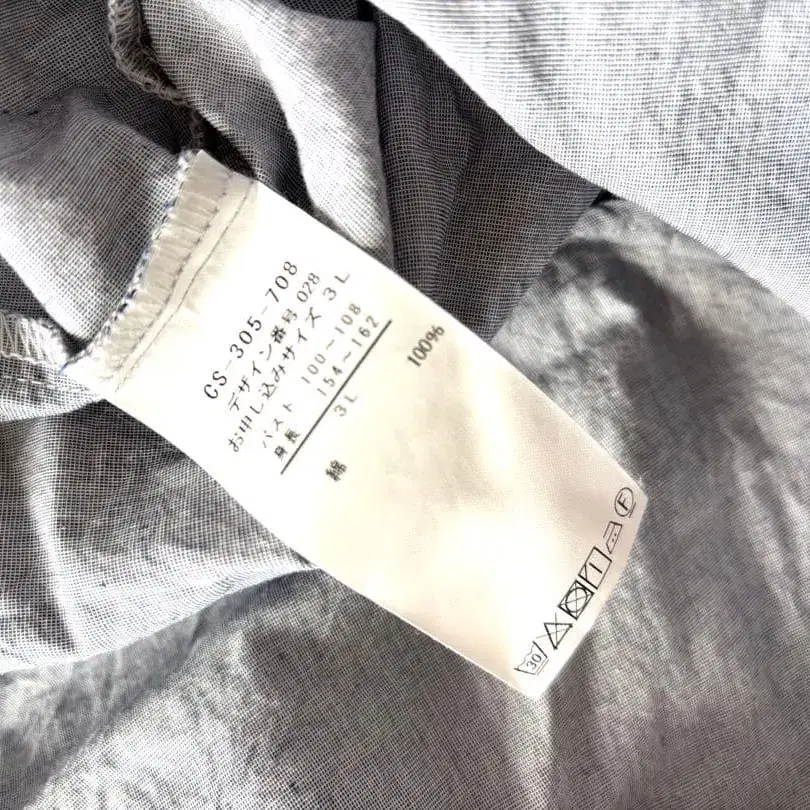 CS-305-708
デザイン番号 028
お申し込みサイズ 3L
バスト 100～108
身長 154～162
3L
綿 100%
30
F